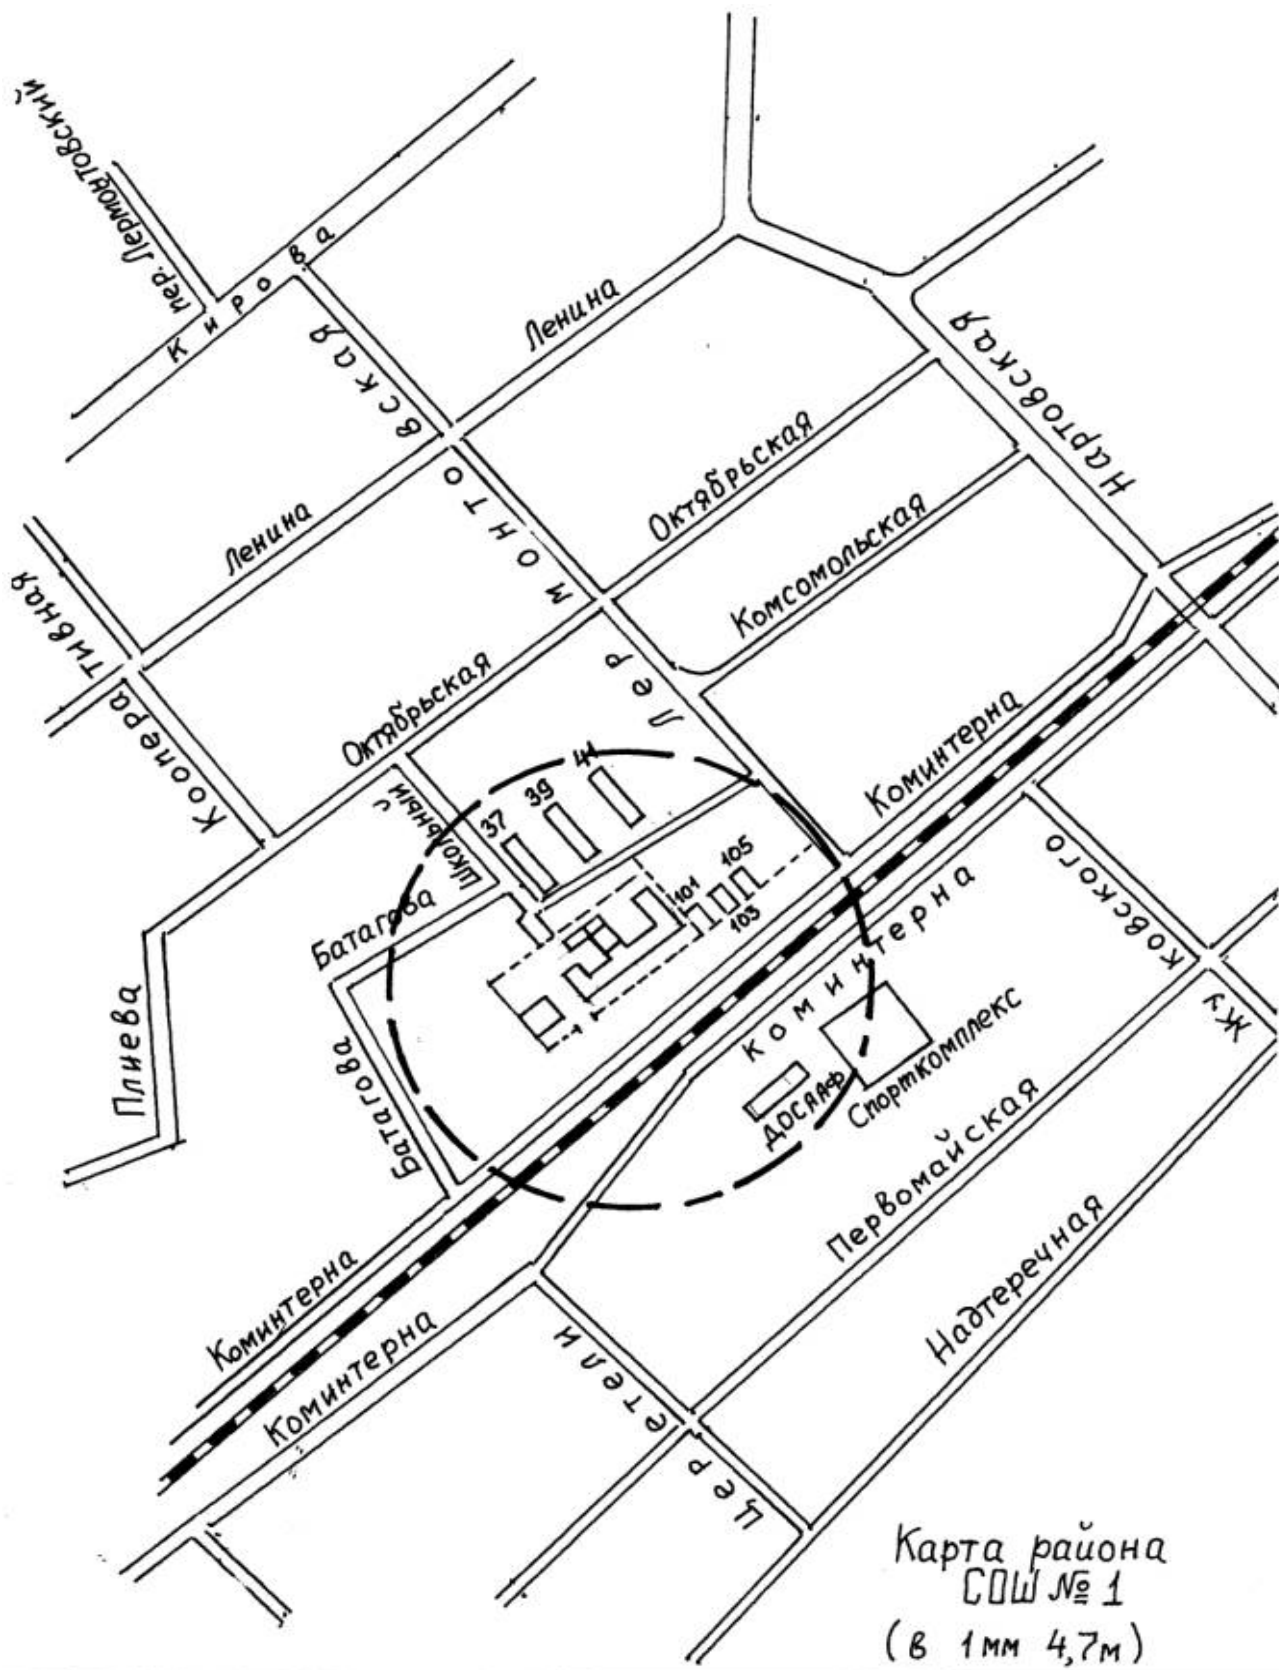 пер. Лермонтовский
Кирова
Ленина
Лермонтовская
Нартовская
Октябрьская
Комсомольская
Ленина
Кооперативная
Октябрьская
Коминтерна
41
39
37
Школьный
105
101
103
Батагова
Коминтерна
Жуковского
Плиева
Батагова
ДОСААФ
Спорткомплекс
Первомайская
Надтеречная
Коминтерна
Коминтерна
Церетели
Карта района
СОШ № 1
(в 1мм 4,7м)